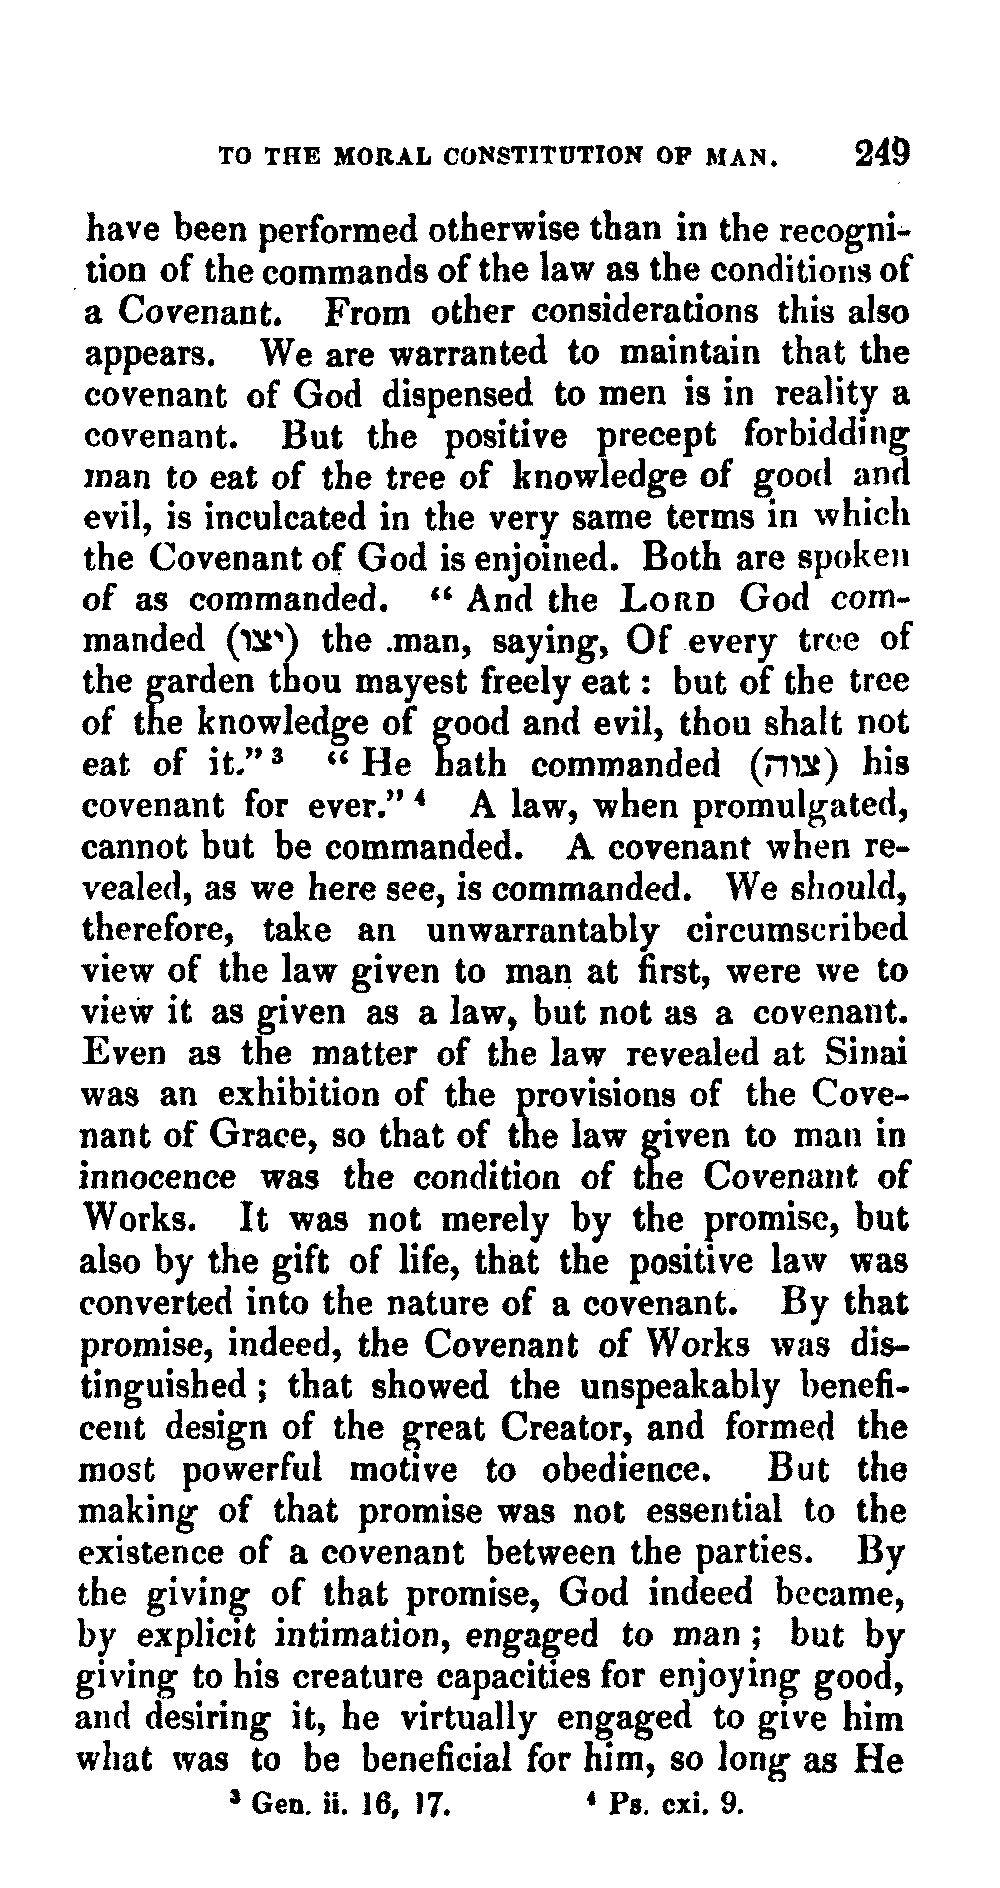 TO THE MORAL CONSTITUTION OF MAN. 249
have been performed otherwise than in the recogni-
tion of the commands of the law as the conditions of
a Covenant. From other considerations this also
appears. We are warranted to maintain that the
covenant of God dispensed to men is in reality a
covenant. But the positive precept forbidding
man to eat of the tree of knowledge of good and
evil, is inculcated in the very same terms in which
the Covenant of God is enjoined. Both are spoken
of as commanded. “ And the LORD God com-
manded (יצו) the man, saying, Of every tree of
the garden thou mayest freely eat : but of the tree
of the knowledge of good and evil, thou shalt not
eat of it.” ³ “ He hath commanded (צוה) his
covenant for ever.” ⁴ A law, when promulgated,
cannot but be commanded. A covenant when re-
vealed, as we here see, is commanded. We should,
therefore, take an unwarrantably circumscribed
view of the law given to man at first, were we to
view it as given as a law, but not as a covenant.
Even as the matter of the law revealed at Sinai
was an exhibition of the provisions of the Cove-
nant of Grace, so that of the law given to man in
innocence was the condition of the Covenant of
Works. It was not merely by the promise, but
also by the gift of life, that the positive law was
converted into the nature of a covenant. By that
promise, indeed, the Covenant of Works was dis-
tinguished ; that showed the unspeakably benefi-
cent design of the great Creator, and formed the
most powerful motive to obedience. But the
making of that promise was not essential to the
existence of a covenant between the parties. By
the giving of that promise, God indeed became,
by explicit intimation, engaged to man ; but by
giving to his creature capacities for enjoying good,
and desiring it, he virtually engaged to give him
what was to be beneficial for him, so long as He
³ Gen. ii. 16, 17. ⁴ Ps. cxi. 9.